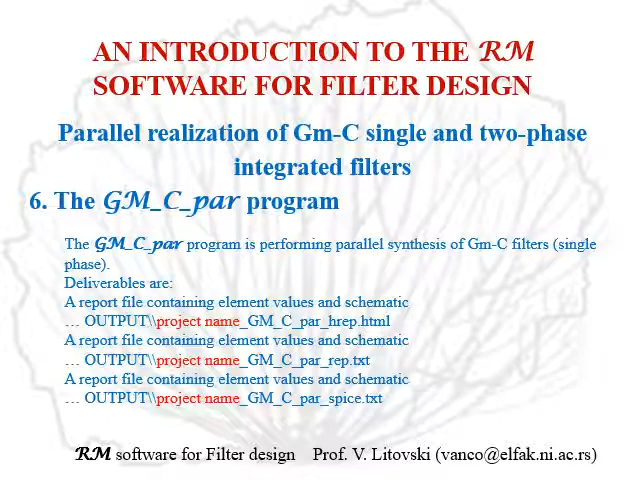 AN INTRODUCTION TO THE RM
SOFTWARE FOR FILTER DESIGN
Parallel realization of Gm-C single and two-phase
integrated filters
6. The GM_C_par program
The GM_C_par program is performing parallel synthesis of Gm-C filters (single
phase).
Deliverables are:
A report file containing element values and schematic
… OUTPUT\\project name_GM_C_par_hrep.html
A report file containing element values and schematic
… OUTPUT\\project name_GM_C_par_rep.txt
A report file containing element values and schematic
… OUTPUT\\project name_GM_C_par_spice.txt
RM software for Filter design Prof. V. Litovski (vanco@elfak.ni.ac.rs)